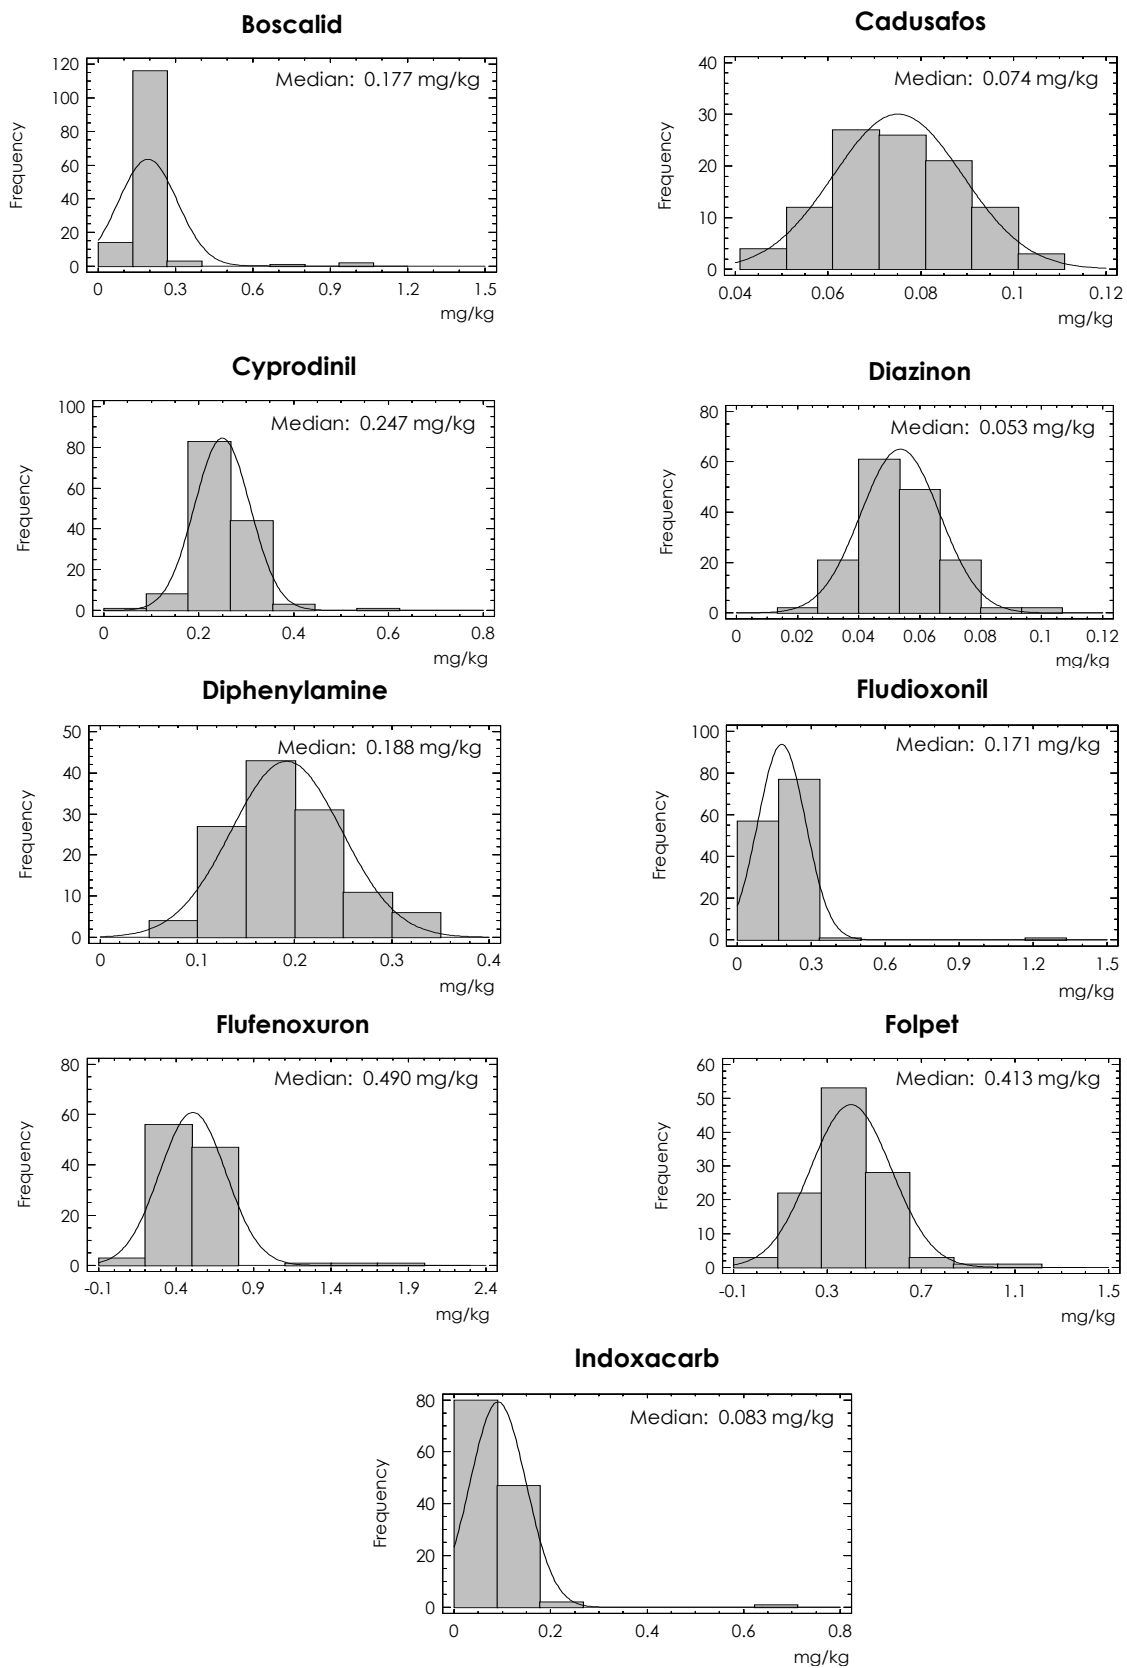 Boscalid
Median: 0.177 mg/kg
Frequency
120
100
80
60
40
20
0
0 0.3 0.6 0.9 1.2 1.5
mg/kg
Cadusafos
Median: 0.074 mg/kg
Frequency
40
30
20
10
0
0.04 0.06 0.08 0.1 0.12
mg/kg
Cyprodinil
Median: 0.247 mg/kg
Frequency
100
80
60
40
20
0
0 0.2 0.4 0.6 0.8
mg/kg
Diazinon
Median: 0.053 mg/kg
Frequency
80
60
40
20
0
0 0.02 0.04 0.06 0.08 0.1 0.12
mg/kg
Diphenylamine
Median: 0.188 mg/kg
Frequency
50
40
30
20
10
0
0 0.1 0.2 0.3 0.4
mg/kg
Fludioxonil
Median: 0.171 mg/kg
Frequency
100
80
60
40
20
0
0 0.3 0.6 0.9 1.2 1.5
mg/kg
Flufenoxuron
Median: 0.490 mg/kg
Frequency
80
60
40
20
0
-0.1 0.4 0.9 1.4 1.9 2.4
mg/kg
Folpet
Median: 0.413 mg/kg
Frequency
60
50
40
30
20
10
0
-0.1 0.3 0.7 1.1 1.5
mg/kg
Indoxacarb
Median: 0.083 mg/kg
Frequency
80
60
40
20
0
0 0.2 0.4 0.6 0.8
mg/kg